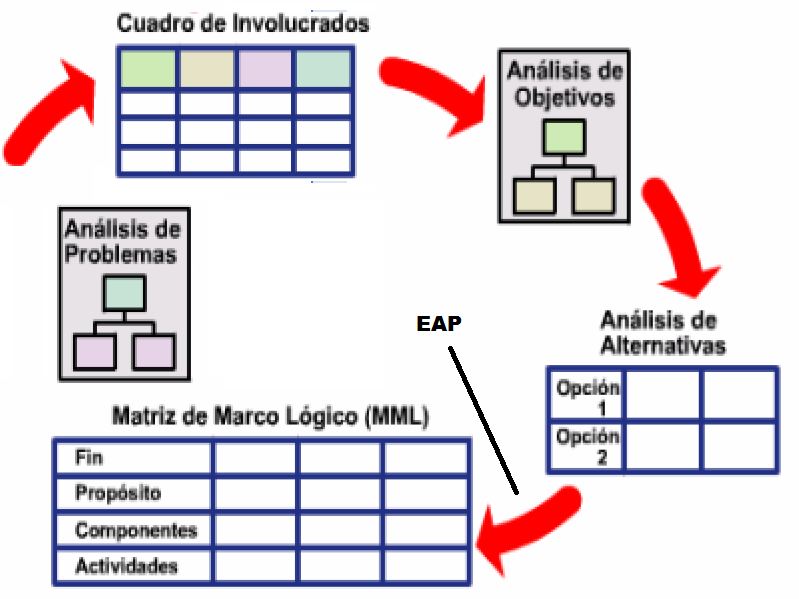 Cuadro de Involucrados
Análisis de
Objetivos
Análisis de
Problemas
EAP
Análisis de
Alternativas
Opción
1
Opción
2
Matriz de Marco Lógico (MML)
Fin
Propósito
Componentes
Actividades